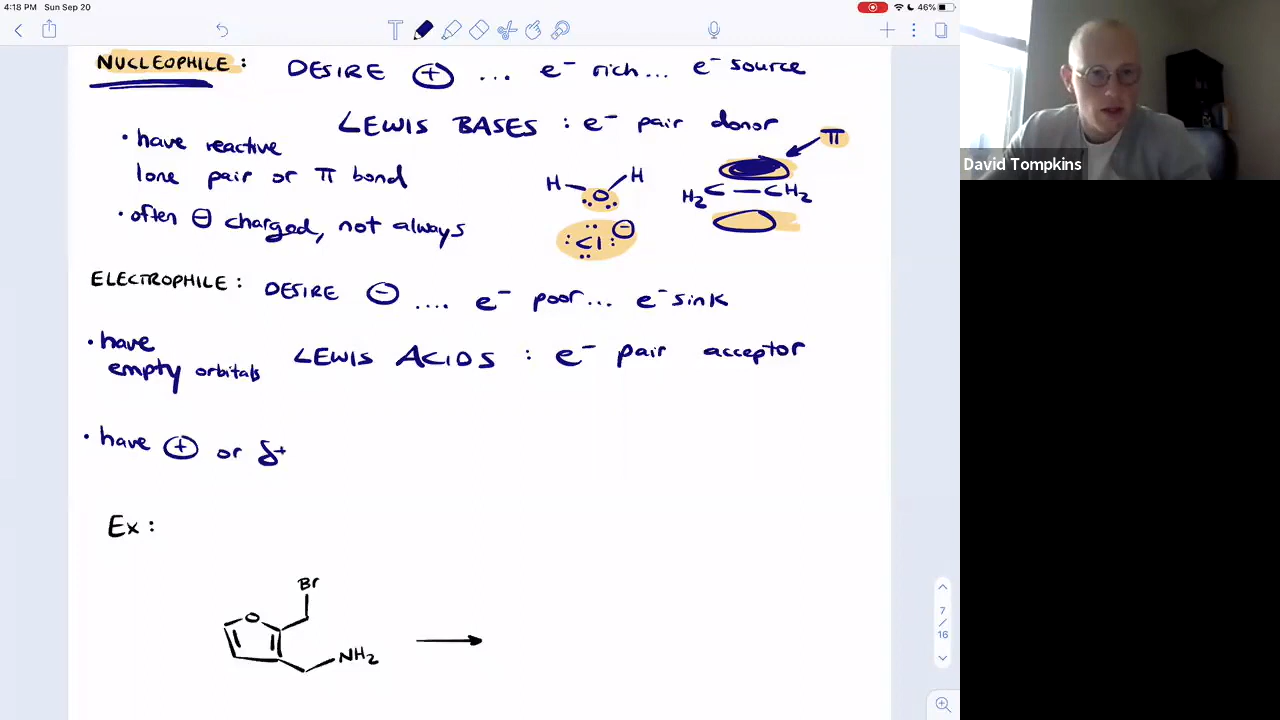 4:18 PM Sun Sep 20
46%
NUCLEOPHILE: DESIRE ⊕ ... e⁻ rich... e⁻ source
LEWIS BASES : e⁻ pair donor
• have reactive
lone pair or π bond
• often ⊖ charged, not always
H O H
:Cl: ⊖
π
H₂C — CH₂
David Tompkins
ELECTROPHILE: DESIRE ⊖ .... e⁻ poor... e⁻ sink
• have
empty orbitals
LEWIS ACIDS : e⁻ pair acceptor
• have ⊕ or δ+
Ex:
Br
O
NH₂
7
/
16